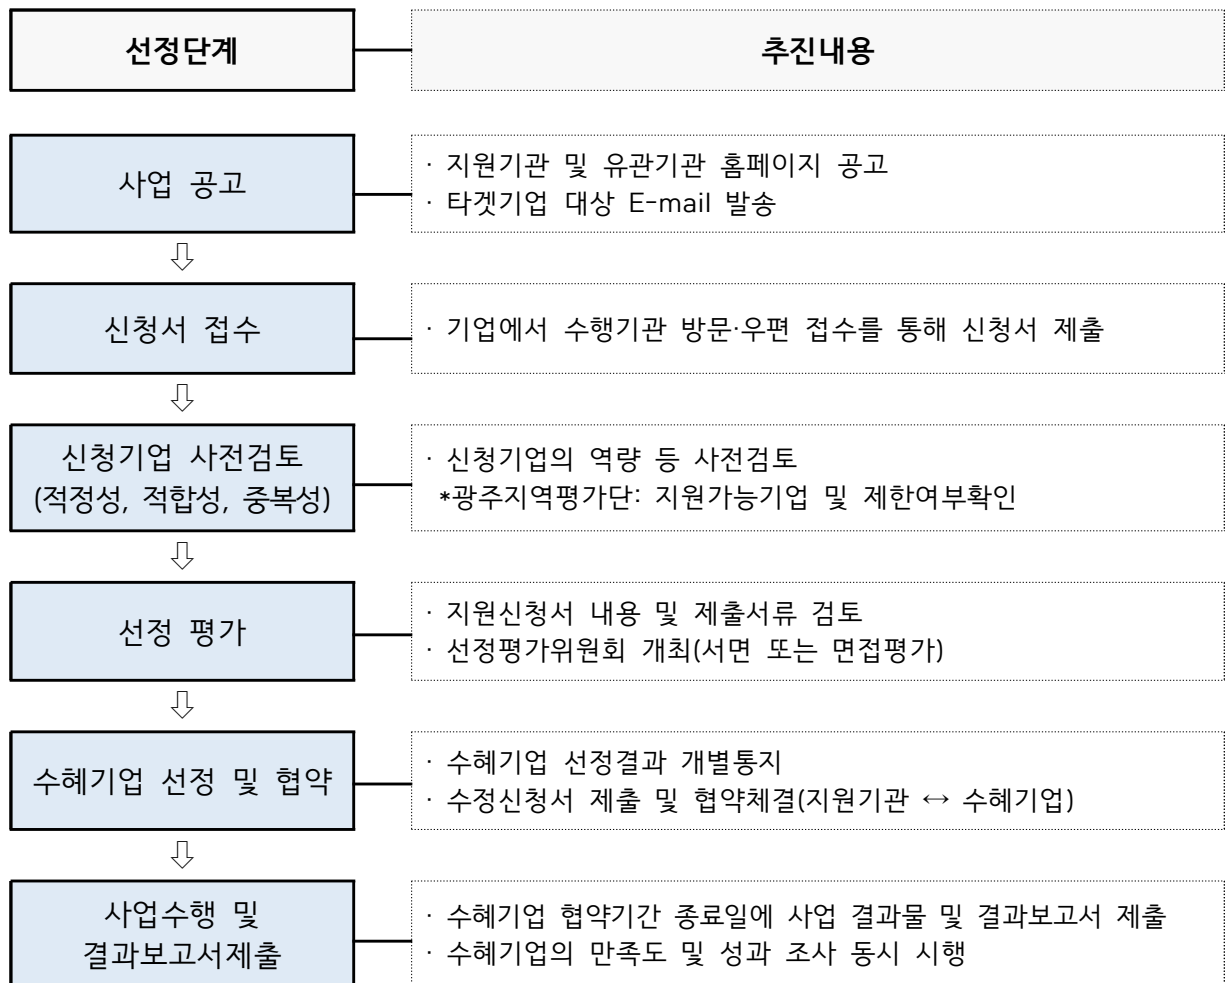 선정단계
추진내용
사업 공고
· 지원기관 및 유관기관 홈페이지 공고
· 타겟기업 대상 E-mail 발송
신청서 접수
· 기업에서 수행기관 방문·우편 접수를 통해 신청서 제출
신청기업 사전검토
(적정성, 적합성, 중복성)
· 신청기업의 역량 등 사전검토
*광주지역평가단: 지원가능기업 및 제한여부확인
선정 평가
· 지원신청서 내용 및 제출서류 검토
· 선정평가위원회 개최(서면 또는 면접평가)
수혜기업 선정 및 협약
· 수혜기업 선정결과 개별통지
· 수정신청서 제출 및 협약체결(지원기관 ↔ 수혜기업)
사업수행 및
결과보고서제출
· 수혜기업 협약기간 종료일에 사업 결과물 및 결과보고서 제출
· 수혜기업의 만족도 및 성과 조사 동시 시행